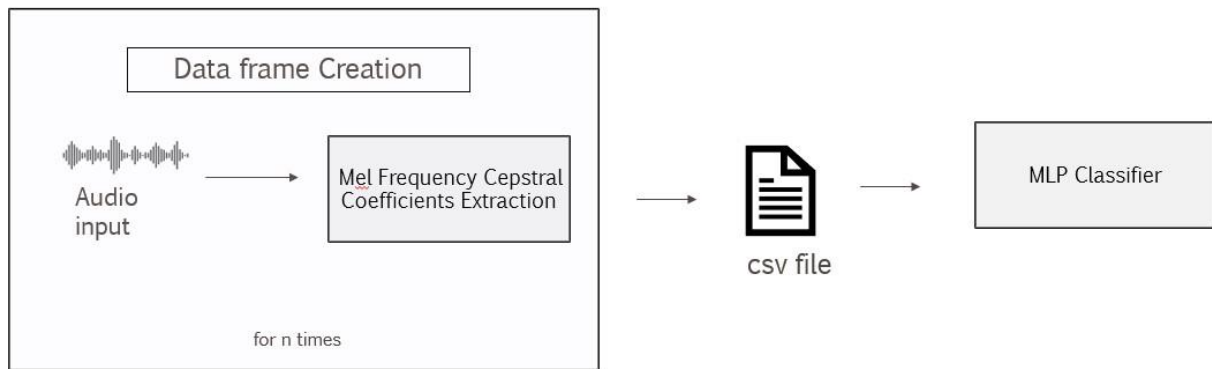 Data frame Creation
Audio
input
Mel Frequency Cepstral
Coefficients Extraction
for n times
csv file
MLP Classifier